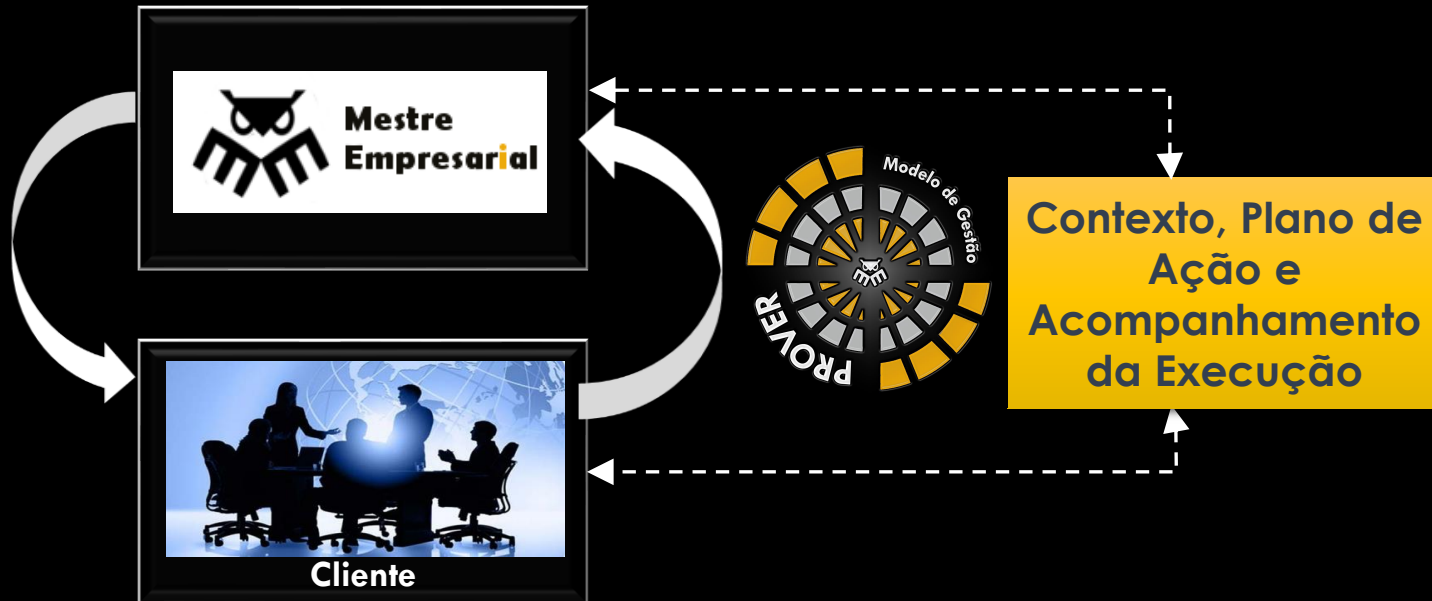 Mestre
Empresarial
Modelo de Gestão
PROVER
Contexto, Plano de
Ação e
Acompanhamento
da Execução
Cliente